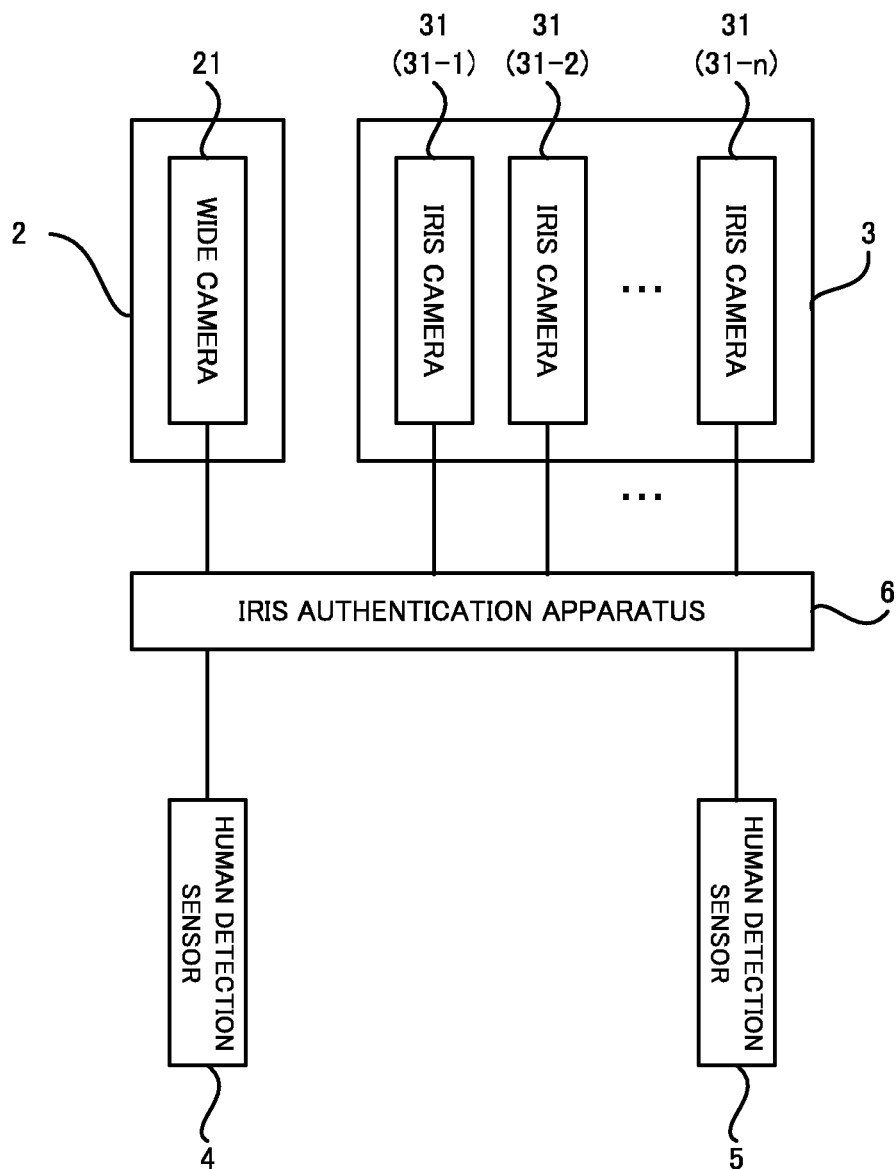 31
31
31
21
(31-1)
(31-2)
(31-n)
WIDE CAMERA
IRIS CAMERA
IRIS CAMERA
...
IRIS CAMERA
2
3
...
IRIS AUTHENTICATION APPARATUS
6
HUMAN DETECTION
SENSOR
HUMAN DETECTION
SENSOR
4
5